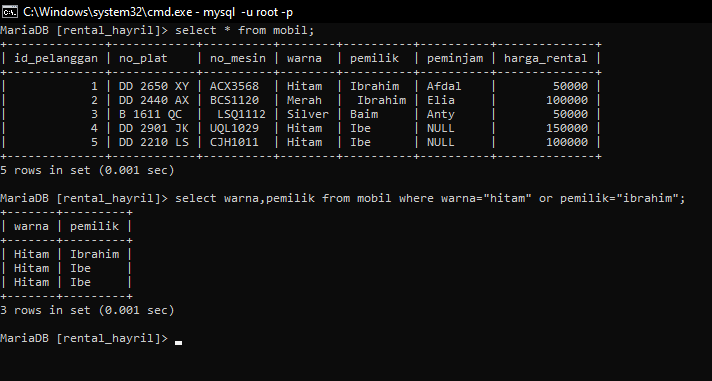 C:\Windows\system32\cmd.exe - mysql  -u root -p
MariaDB [rental_hayril]> select * from mobil;
+--------------+------------+-----------+--------+----------+----------+--------------+
| id_pelanggan | no_plat    | no_mesin  | warna  | pemilik  | peminjam | harga_rental |
+--------------+------------+-----------+--------+----------+----------+--------------+
|            1 | DD 2650 XY | ACX3568   | Hitam  | Ibrahim  | Afdal    |        50000 |
|            2 | DD 2440 AX | BCS1120   | Merah  |  Ibrahim | Elia     |       100000 |
|            3 | B 1611 QC  |  LSQ1112  | Silver | Baim     | Anty     |        50000 |
|            4 | DD 2901 JK | UQL1029   | Hitam  | Ibe      | NULL     |       150000 |
|            5 | DD 2210 LS | CJH1011   | Hitam  | Ibe      | NULL     |       100000 |
+--------------+------------+-----------+--------+----------+----------+--------------+
5 rows in set (0.001 sec)
MariaDB [rental_hayril]> select warna,pemilik from mobil where warna="hitam" or pemilik="ibrahim";
+-------+---------+
| warna | pemilik |
+-------+---------+
| Hitam | Ibrahim |
| Hitam | Ibe     |
| Hitam | Ibe     |
+-------+---------+
3 rows in set (0.001 sec)
MariaDB [rental_hayril]>